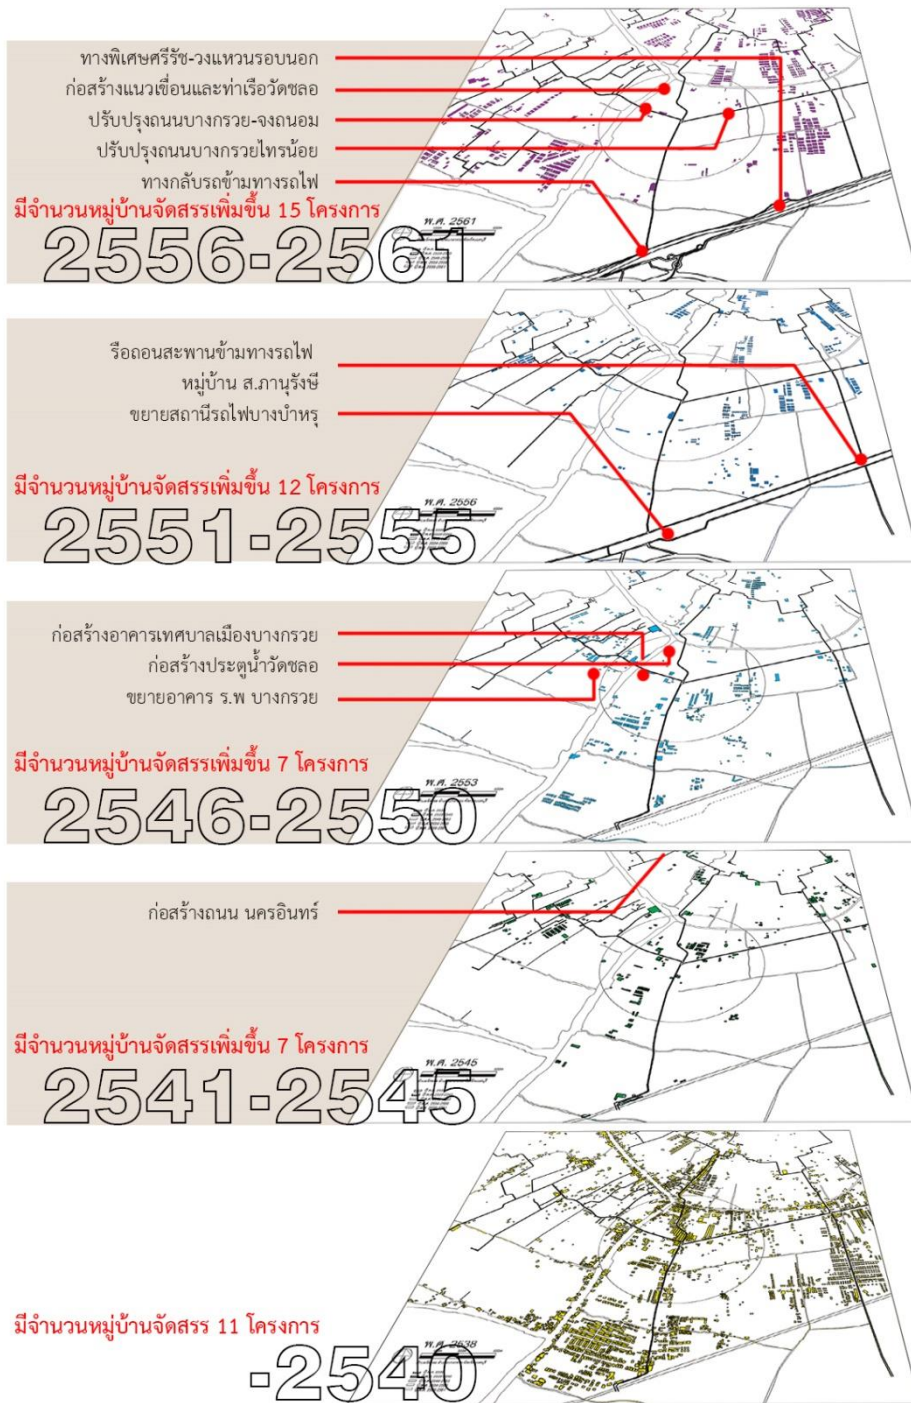 ทางพิเศษศรีรัช-วงแหวนรอบนอก
ก่อสร้างแนวเขื่อนและท่าเรือวัดชลอ
ปรับปรุงถนนบางกรวย-จงถนอม
ปรับปรุงถนนบางกรวยไทรน้อย
ทางกลับรถข้ามทางรถไฟ
มีจำนวนหมู่บ้านจัดสรรเพิ่มขึ้น 15 โครงการ
พ.ศ. 2561
2556-2561
รือถอนสะพานข้ามทางรถไฟ
หมู่บ้าน ส.ภานุรังษี
ขยายสถานีรถไฟบางบำหรุ
มีจำนวนหมู่บ้านจัดสรรเพิ่มขึ้น 12 โครงการ
พ.ศ. 2556
2551-2555
ก่อสร้างอาคารเทศบาลเมืองบางกรวย
ก่อสร้างประตูน้ำวัดชลอ
ขยายอาคาร ร.พ บางกรวย
มีจำนวนหมู่บ้านจัดสรรเพิ่มขึ้น 7 โครงการ
พ.ศ. 2553
2546-2550
ก่อสร้างถนน นครอินทร์
มีจำนวนหมู่บ้านจัดสรรเพิ่มขึ้น 7 โครงการ
พ.ศ. 2545
2541-2545
มีจำนวนหมู่บ้านจัดสรร 11 โครงการ
พ.ศ. 2538
-2540